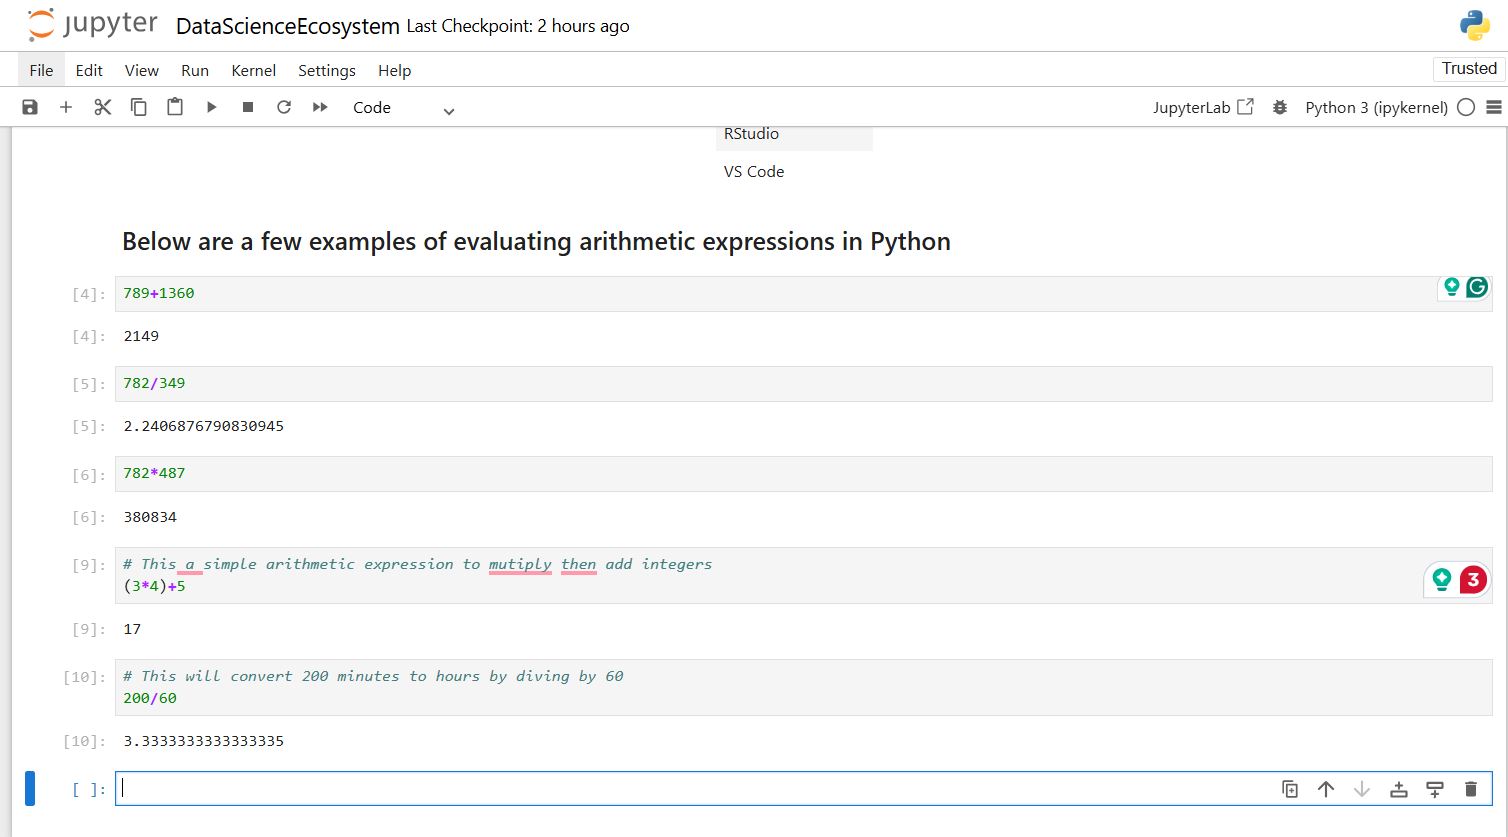 jupyter DataScienceEcosystem Last Checkpoint: 2 hours ago
File Edit View Run Kernel Settings Help Trusted
Code JupyterLab Python 3 (ipykernel)
RStudio
VS Code
Below are a few examples of evaluating arithmetic expressions in Python
[4]: 789+1360
[4]: 2149
[5]: 782/349
[5]: 2.2406876790830945
[6]: 782*487
[6]: 380834
[9]: # This a simple arithmetic expression to mutiply then add integers
(3*4)+5
3
[9]: 17
[10]: # This will convert 200 minutes to hours by diving by 60
200/60
[10]: 3.3333333333333335
[ ]: